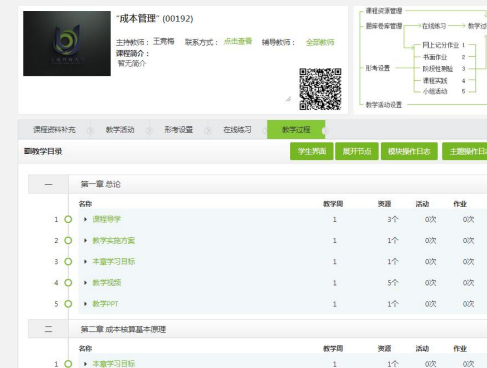 “成本管理” (00192)
主持教师： 王竞梅 联系方式： 点击查看 辅导教师： 全部教师
课程简介：
暂无简介
课程资源管理
题库卷库管理 在线练习 教学过
网上记分作业 1
书面作业 2
形考设置 阶段性测验 3
课程实践 4
小组活动 5
教学活动设置
课程资料补充 教学活动 形考设置 在线练习 教学过程
教学目录 学生界面 展开节点 模块操作日志 主题操作日
一 第一章 总论
名称 教学周 资源 活动 作业
1 课程导学 1 3个 0次 0次
2 教学实施方案 1 1个 0次 0次
3 本章学习目标 1 1个 0次 0次
4 教学视频 1 5个 0次 0次
5 教学PPT 1 1个 0次 0次
二 第二章 成本核算基本原理
名称 教学周 资源 活动 作业
1 本章学习目标 1 1个 0次 0次